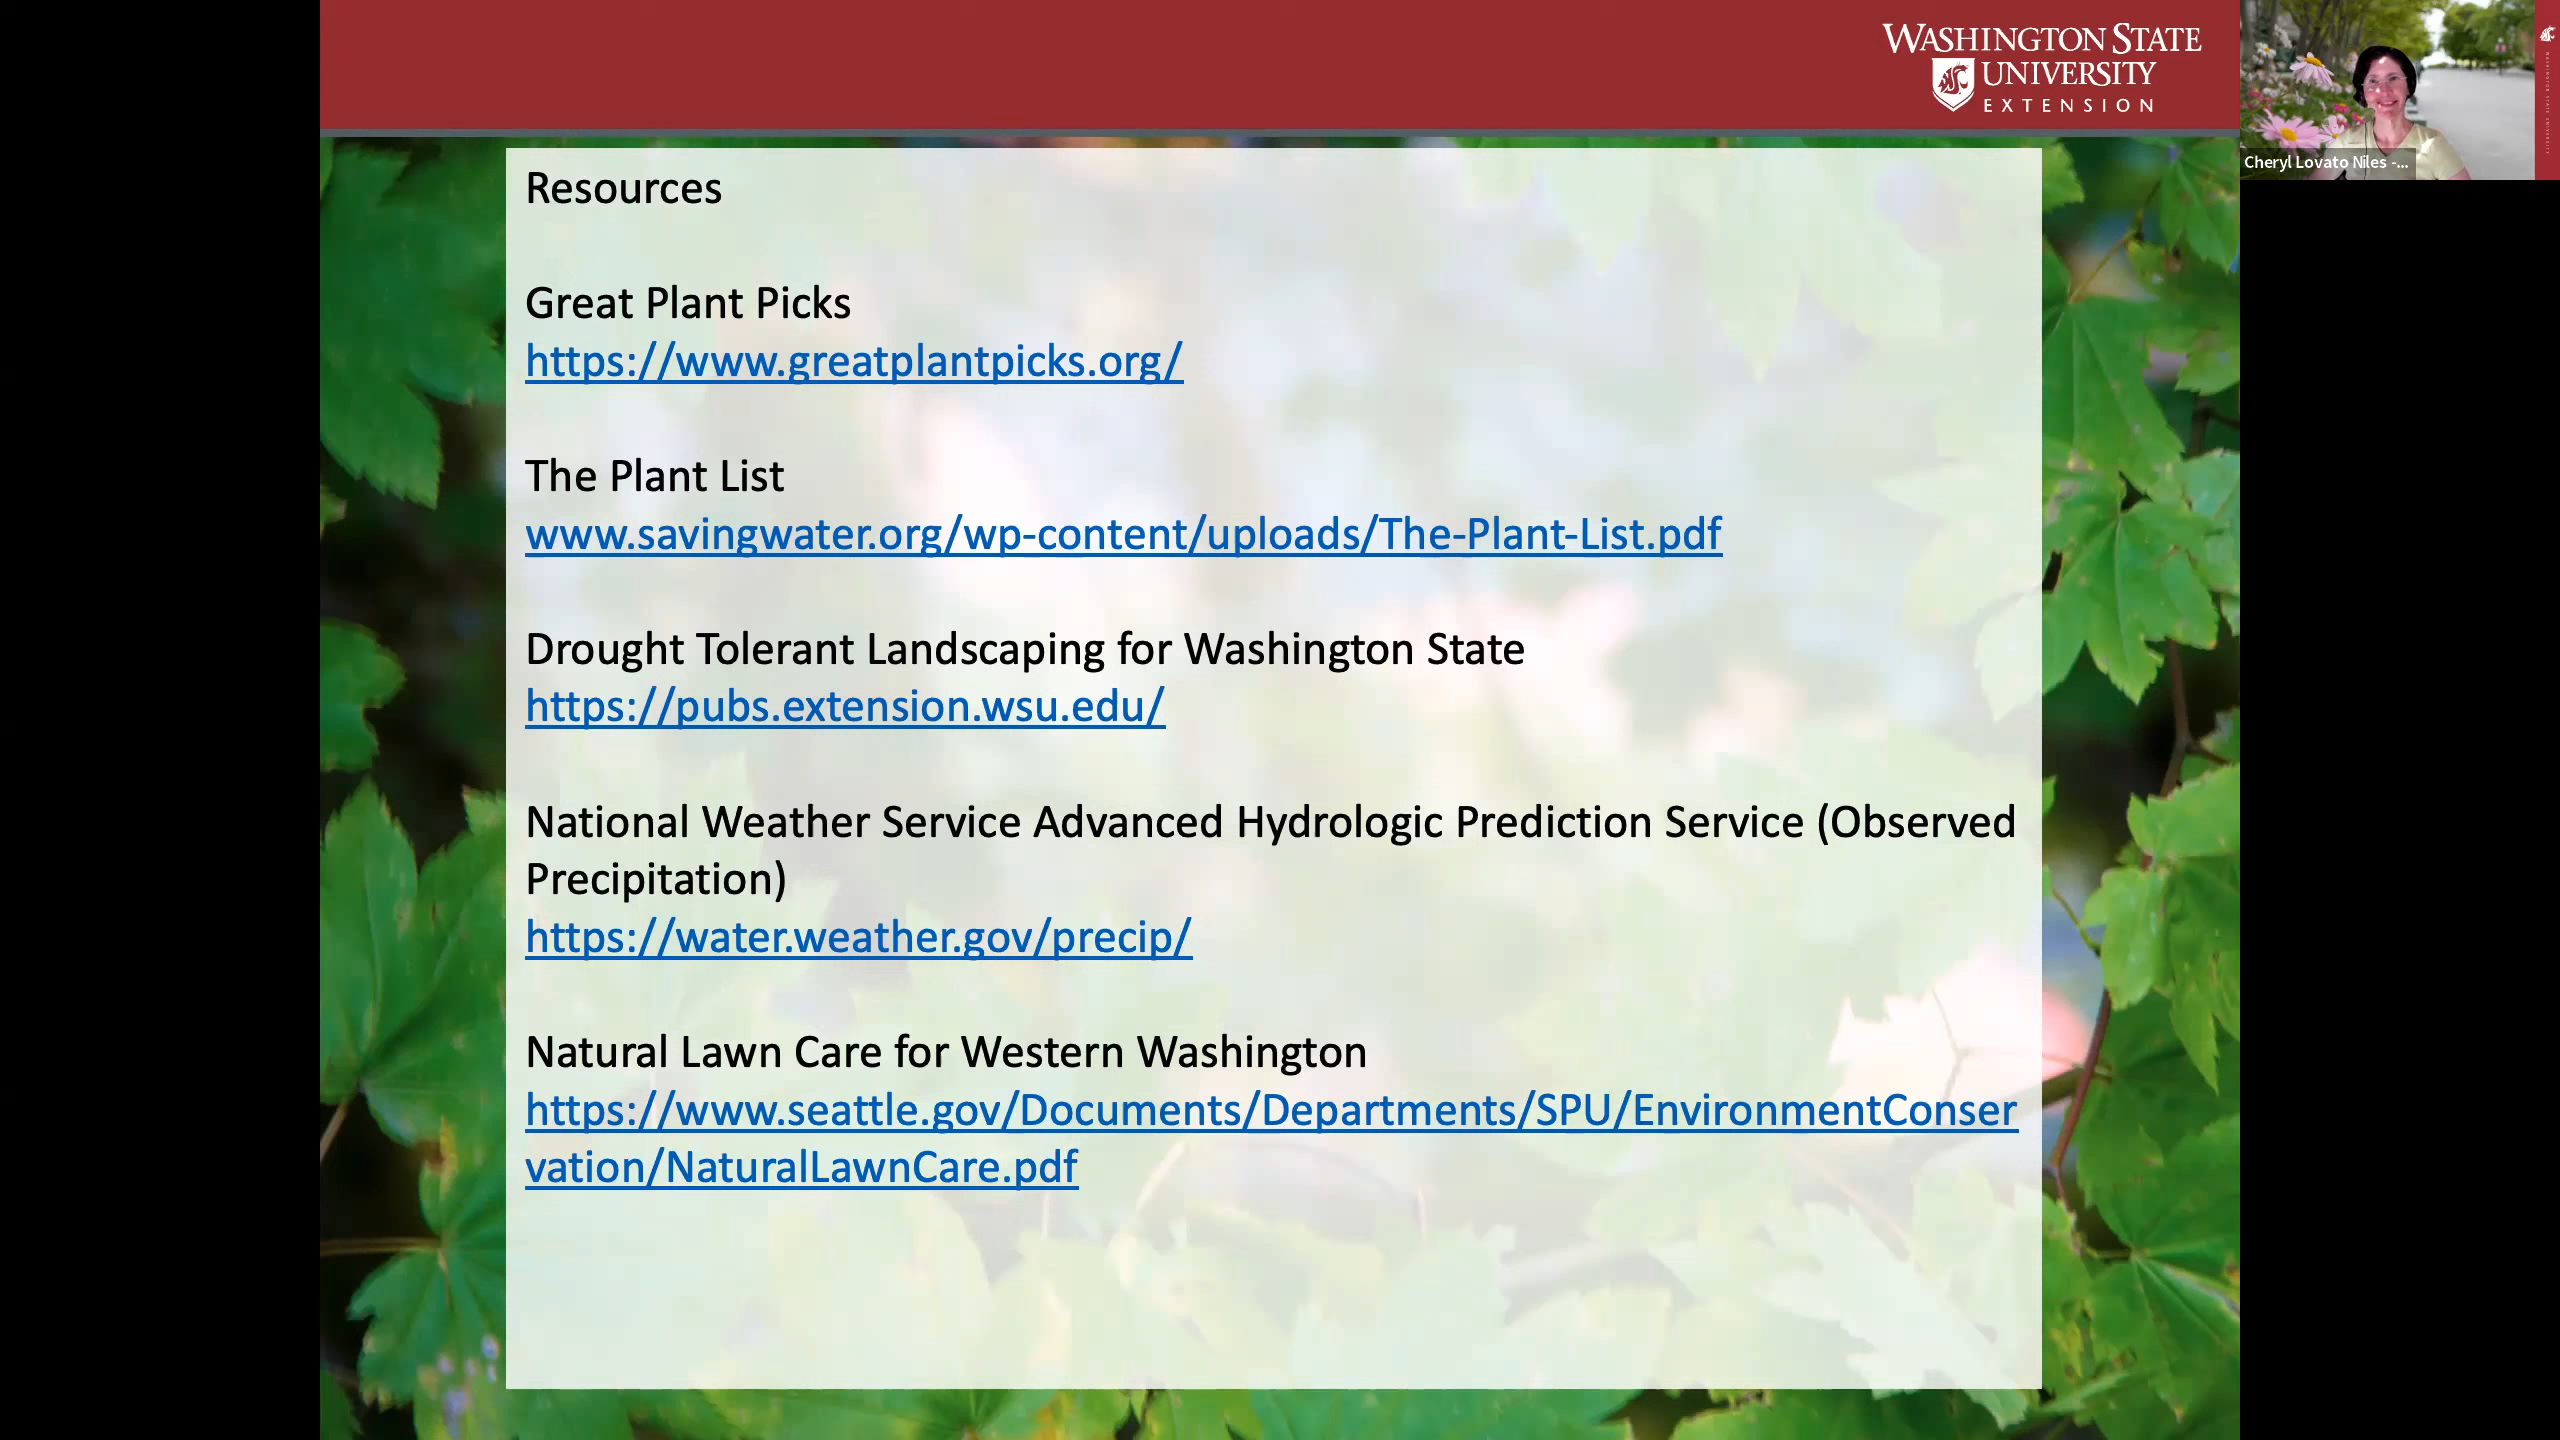 WASHINGTON STATE
UNIVERSITY
EXTENSION
Cheryl Lovato Niles -...
Resources
Great Plant Picks
https://www.greatplantpicks.org/
The Plant List
www.savingwater.org/wp-content/uploads/The-Plant-List.pdf
Drought Tolerant Landscaping for Washington State
https://pubs.extension.wsu.edu/
National Weather Service Advanced Hydrologic Prediction Service (Observed
Precipitation)
https://water.weather.gov/precip/
Natural Lawn Care for Western Washington
https://www.seattle.gov/Documents/Departments/SPU/EnvironmentConser
vation/NaturalLawnCare.pdf